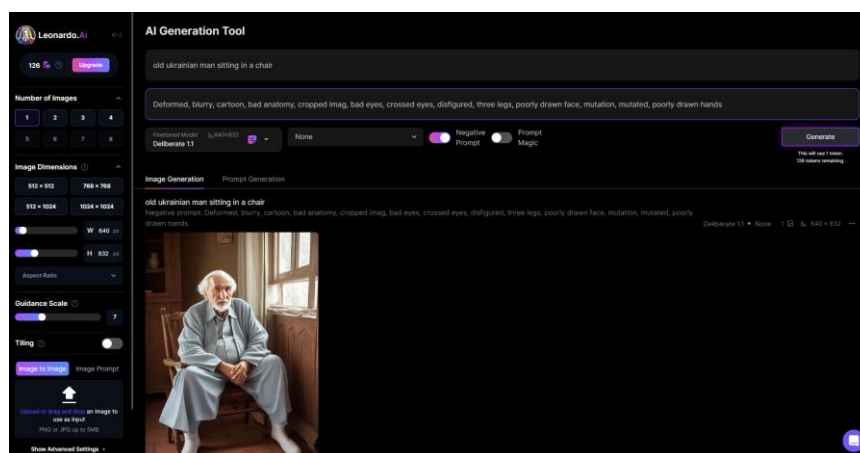 Leonardo.Ai
126
Upgrade
Number of Images
1 2 3 4
5 6 7 8
Image Dimensions
512 × 512 768 × 768
512 × 1024 1024 × 1024
W 640 px
H 832 px
Aspect Ratio
Guidance Scale
7
Tiling
Image to Image Image Prompt
Upload or drag and drop an image to
use as input
PNG or JPG up to 5MB
Show Advanced Settings
AI Generation Tool
old ukrainian man sitting in a chair
Deformed, blurry, cartoon, bad anatomy, cropped imag, bad eyes, crossed eyes, disfigured, three legs, poorly drawn face, mutation, mutated, poorly drawn hands
Finetuned Model 640×832
Deliberate 1.1
None
Negative
Prompt
Prompt
Magic
Generate
This will use 1 token.
126 tokens remaining.
Image Generation Prompt Generation
old ukrainian man sitting in a chair
Negative prompt: Deformed, blurry, cartoon, bad anatomy, cropped imag, bad eyes, crossed eyes, disfigured, three legs, poorly drawn face, mutation, mutated, poorly
drawn hands
Deliberate 1.1 • None 1 640 × 832